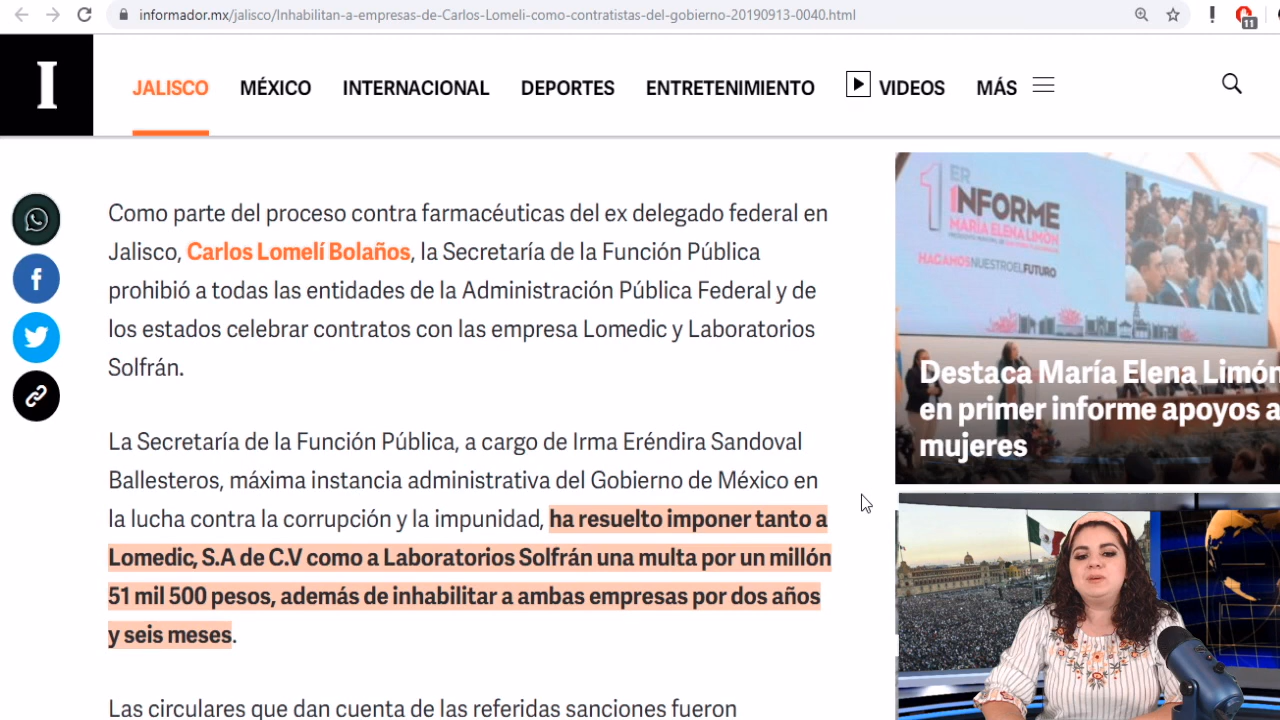 informador.mx/jalisco/Inhabilitan-a-empresas-de-Carlos-Lomeli-como-contratistas-del-gobierno-20190913-0040.html
11
I
JALISCO MÉXICO INTERNACIONAL DEPORTES ENTRETENIMIENTO VIDEOS MÁS
Como parte del proceso contra farmacéuticas del ex delegado federal en
Jalisco, Carlos Lomelí Bolaños, la Secretaría de la Función Pública
prohibió a todas las entidades de la Administración Pública Federal y de
los estados celebrar contratos con las empresa Lomedic y Laboratorios
Solfrán.
La Secretaría de la Función Pública, a cargo de Irma Eréndira Sandoval
Ballesteros, máxima instancia administrativa del Gobierno de México en
la lucha contra la corrupción y la impunidad, ha resuelto imponer tanto a
Lomedic, S.A de C.V como a Laboratorios Solfrán una multa por un millón
51 mil 500 pesos, además de inhabilitar a ambas empresas por dos años
y seis meses.
Las circulares que dan cuenta de las referidas sanciones fueron
1ER
INFORME
MARÍA ELENA LIMÓN
HAGAMOSNUESTROELFUTURO
Destaca María Elena Limón
en primer informe apoyos a
mujeres